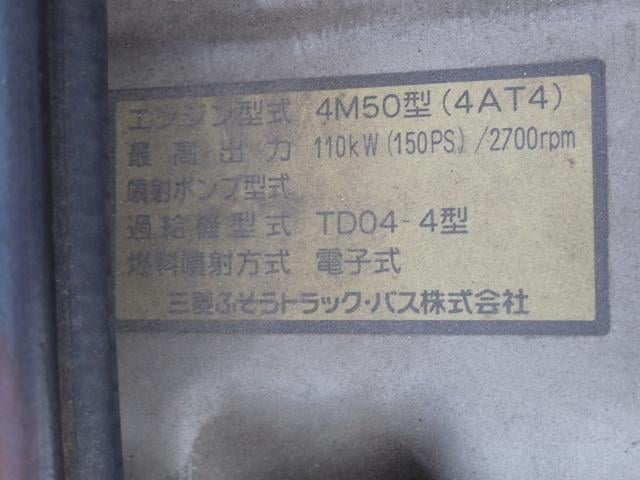 エンジン型式 4M50型(4AT4)
最高出力 110kW(150PS)/2700rpm
噴射ポンプ型式
過給機型式 TD04-4型
燃料噴射方式 電子式
三菱ふそうトラック・バス株式会社